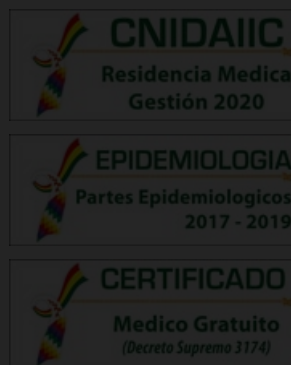 CNIDAIIC
Residencia Medica
Gestión 2020
EPIDEMIOLOGIA
Partes Epidemiologicos
2017 - 2019
CERTIFICADO
Medico Gratuito
(Decreto Supremo 3174)